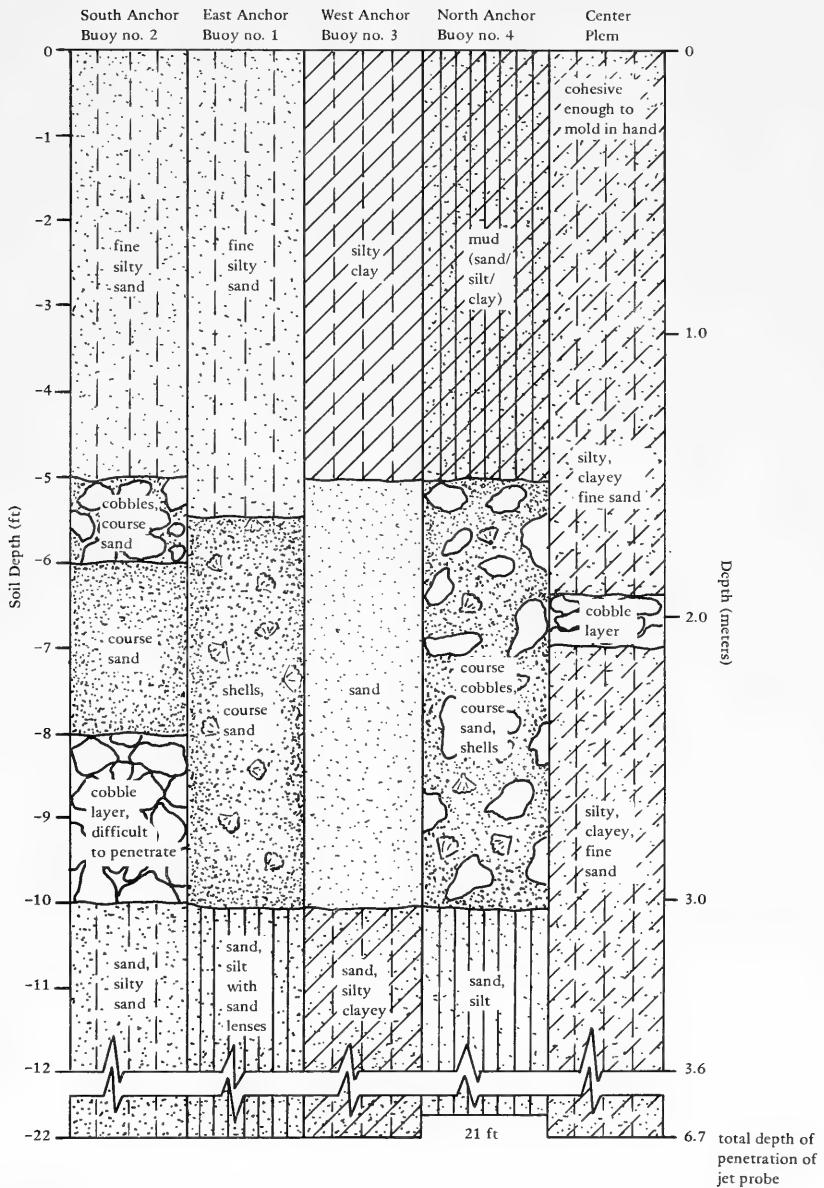 South Anchor
Buoy no. 2
East Anchor
Buoy no. 1
West Anchor
Buoy no. 3
North Anchor
Buoy no. 4
Center
Plem
0
-1
-2
-3
-4
-5
-6
-7
-8
-9
-10
-11
-12
-22
Soil Depth (ft)
fine
silty
sand
cobbles,
course
sand
course
sand
cobble
layer,
difficult
to penetrate
sand,
silty
sand
fine
silty
sand
shells,
course
sand
sand,
silt
with
sand
lenses
silty
clay
sand
sand,
silty
clayey
mud
(sand/
silt/
clay)
course
cobbles,
course
sand,
shells
sand,
silt
21 ft
cohesive
enough to
mold in hand
silty,
clayey
fine sand
cobble
layer
silty,
clayey,
fine
sand
0
1.0
2.0
3.0
3.6
6.7
Depth (meters)
total depth of
penetration of
jet probe